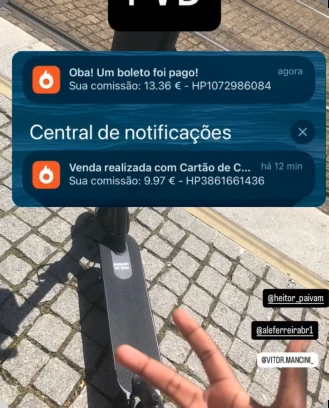 Oba! Um boleto foi pago! agora
Sua comissão: 13.36 € - HP1072986084
Central de notificações
Venda realizada com Cartão de C... há 12 min
Sua comissão: 9.97 € - HP3861661436
@heitor_paivam
@aleferreirabr1
@VITOR.MANCINI_